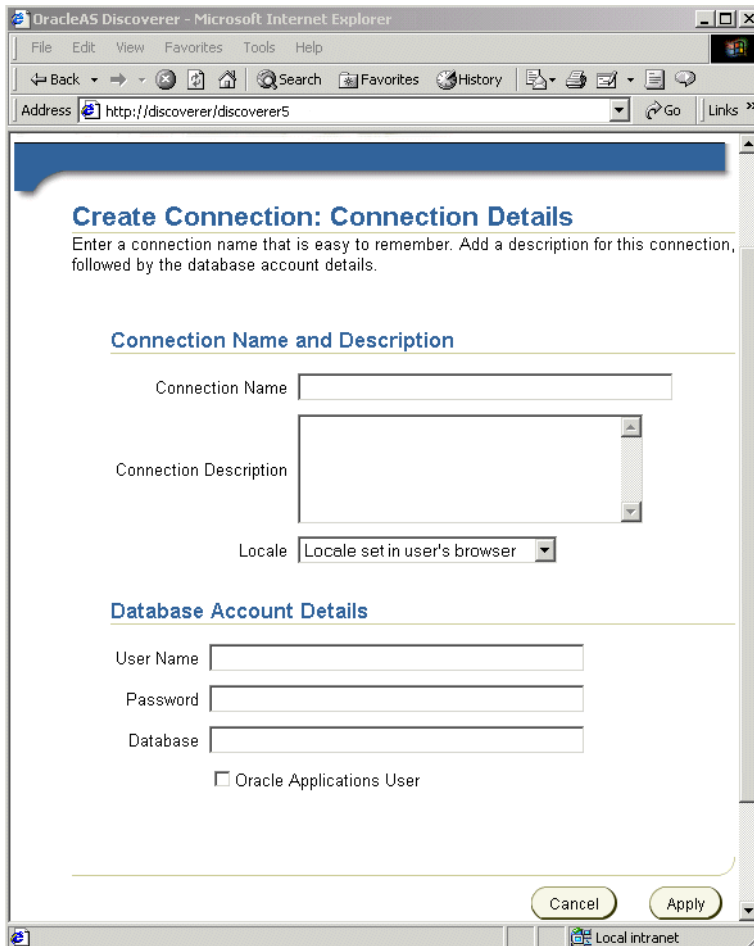 OracleAS Discoverer - Microsoft Internet Explorer
File Edit View Favorites Tools Help
Back Search Favorites History
Address http://discoverer/discoverer5 Go Links »
Create Connection: Connection Details
Enter a connection name that is easy to remember. Add a description for this connection,
followed by the database account details.
Connection Name and Description
Connection Name
Connection Description
Locale Locale set in user's browser
Database Account Details
User Name
Password
Database
Oracle Applications User
Cancel Apply
Local intranet